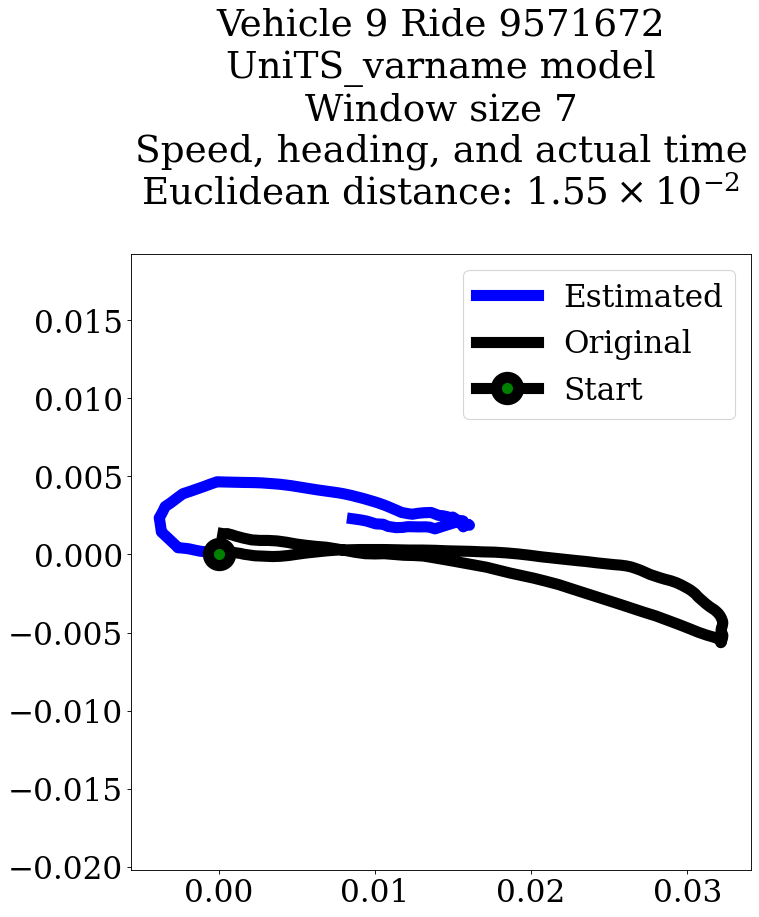 Vehicle 9 Ride 9571672
UniTS_varname model
Window size 7
Speed, heading, and actual time
Euclidean distance: 1.55 × 10⁻²
Estimated
Original
Start
0.015
0.010
0.005
0.000
−0.005
−0.010
−0.015
−0.020
0.00 0.01 0.02 0.03